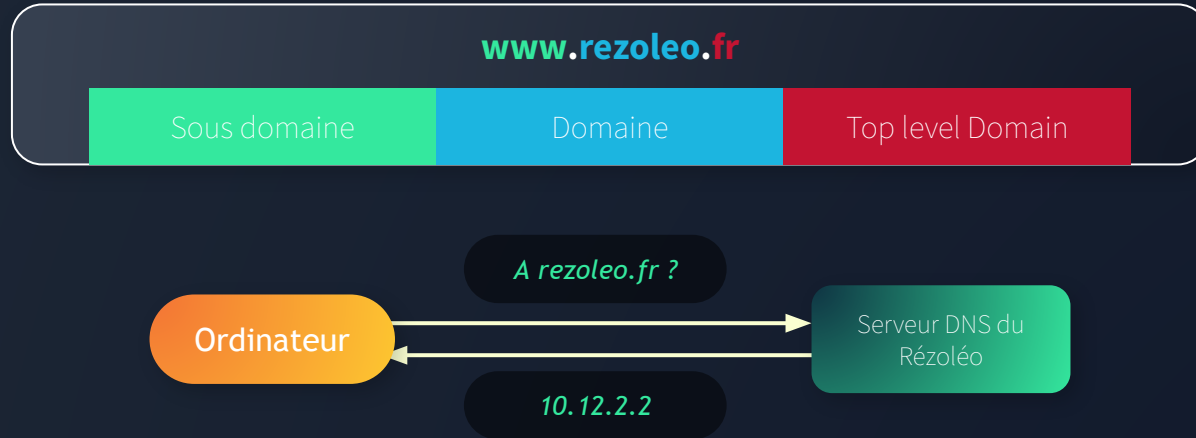 www.rezoleo.fr
Sous domaine
Domaine
Top level Domain
A rezoleo.fr ?
Ordinateur
Serveur DNS du
Rézoléo
10.12.2.2